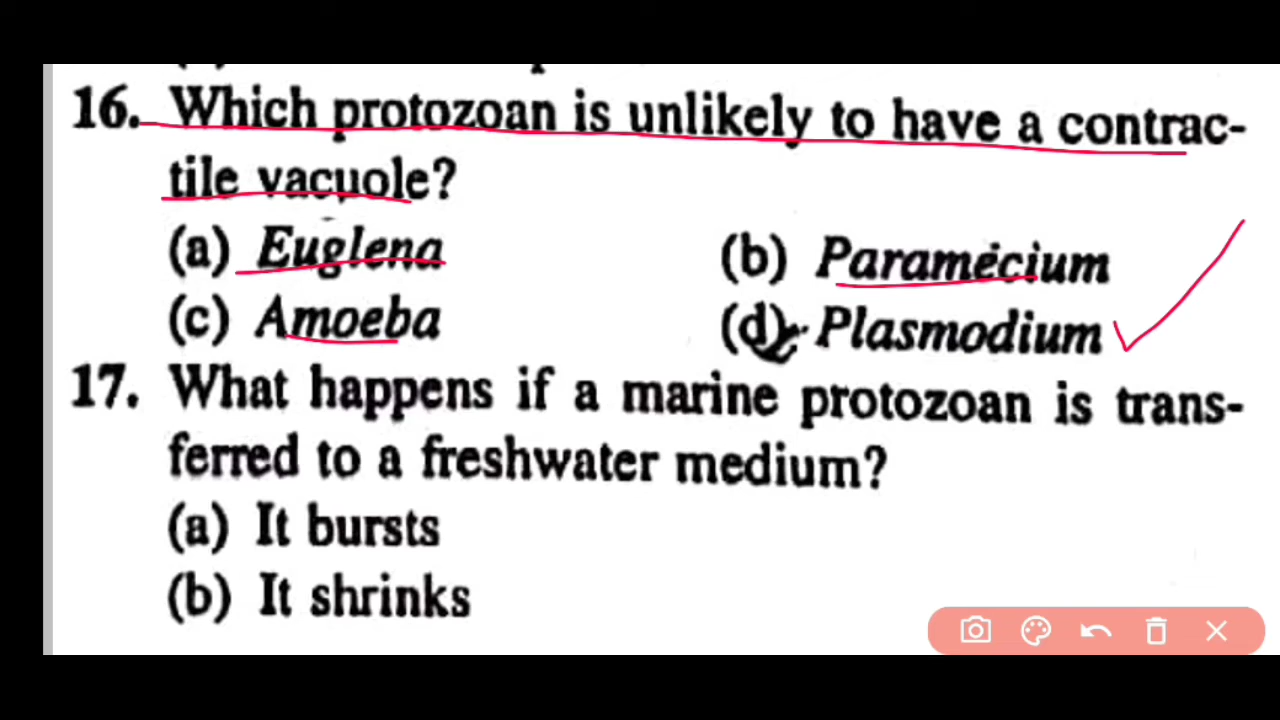 16. Which protozoan is unlikely to have a contrac-
tile vacuole?
(a) Euglena (b) Paramecium
(c) Amoeba (d) Plasmodium
17. What happens if a marine protozoan is trans-
ferred to a freshwater medium?
(a) It bursts
(b) It shrinks